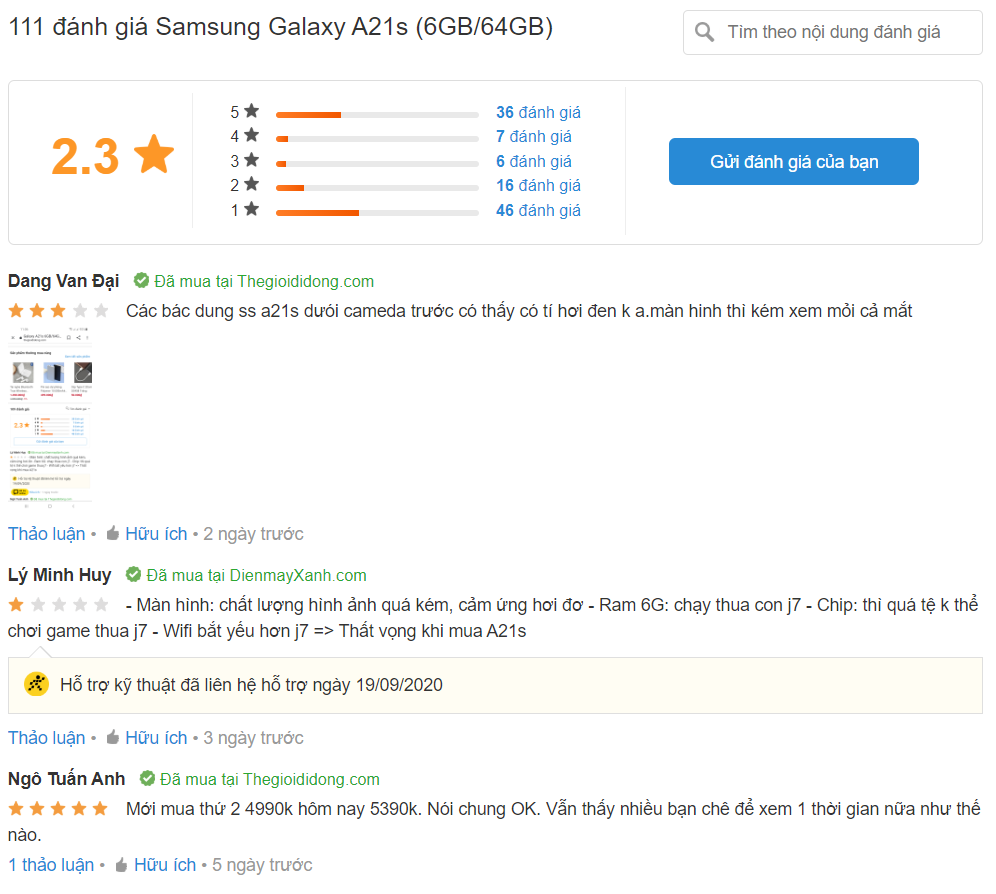 111 đánh giá Samsung Galaxy A21s (6GB/64GB)
Tìm theo nội dung đánh giá
2.3
5 36 đánh giá
4 7 đánh giá
3 6 đánh giá
2 16 đánh giá
1 46 đánh giá
Gửi đánh giá của bạn
Dang Van Đại Đã mua tại Thegioididong.com
Các bác dung ss a21s dưói cameda trước có thấy có tí hơi đen k a.màn hinh thì kém xem mỏi cả mắt
2.3
Thảo luận • Hữu ích • 2 ngày trước
Lý Minh Huy Đã mua tại DienmayXanh.com
- Màn hình: chất lượng hình ảnh quá kém, cảm ứng hơi đơ - Ram 6G: chạy thua con j7 - Chip: thì quá tệ k thể
chơi game thua j7 - Wifi bắt yếu hơn j7 => Thất vọng khi mua A21s
Hỗ trợ kỹ thuật đã liên hệ hỗ trợ ngày 19/09/2020
Thảo luận • Hữu ích • 3 ngày trước
Ngô Tuấn Anh Đã mua tại Thegioididong.com
Mới mua thứ 2 4990k hôm nay 5390k. Nói chung OK. Vẫn thấy nhiều bạn chê để xem 1 thời gian nữa như thế
nào.
1 thảo luận • Hữu ích • 5 ngày trước